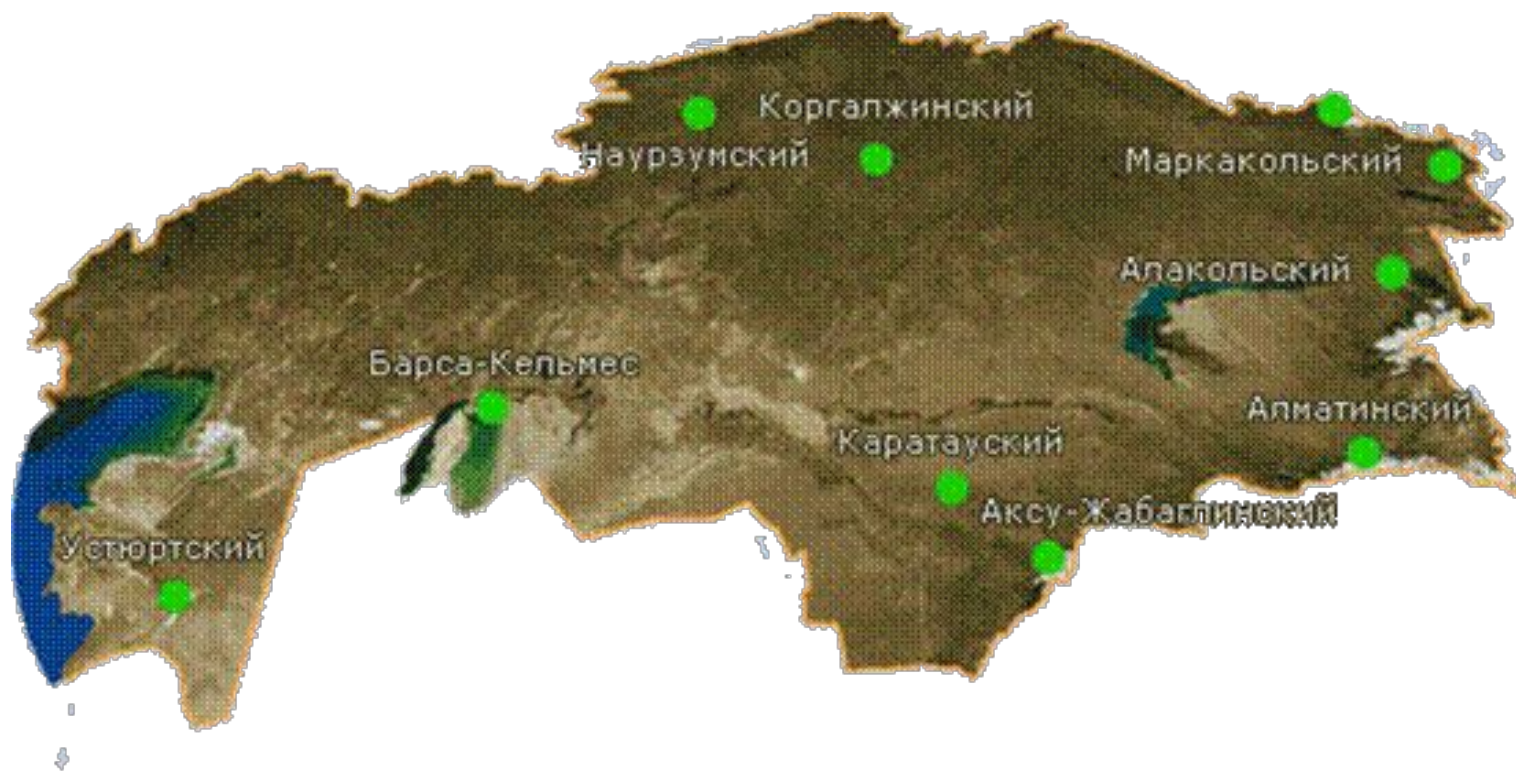 Коргалжинский
Наурзумский
Маркакольский
Алакольский
Барса-Кельмес
Алматинский
Каратауский
Аксу-Жабаглинский
Устюртский